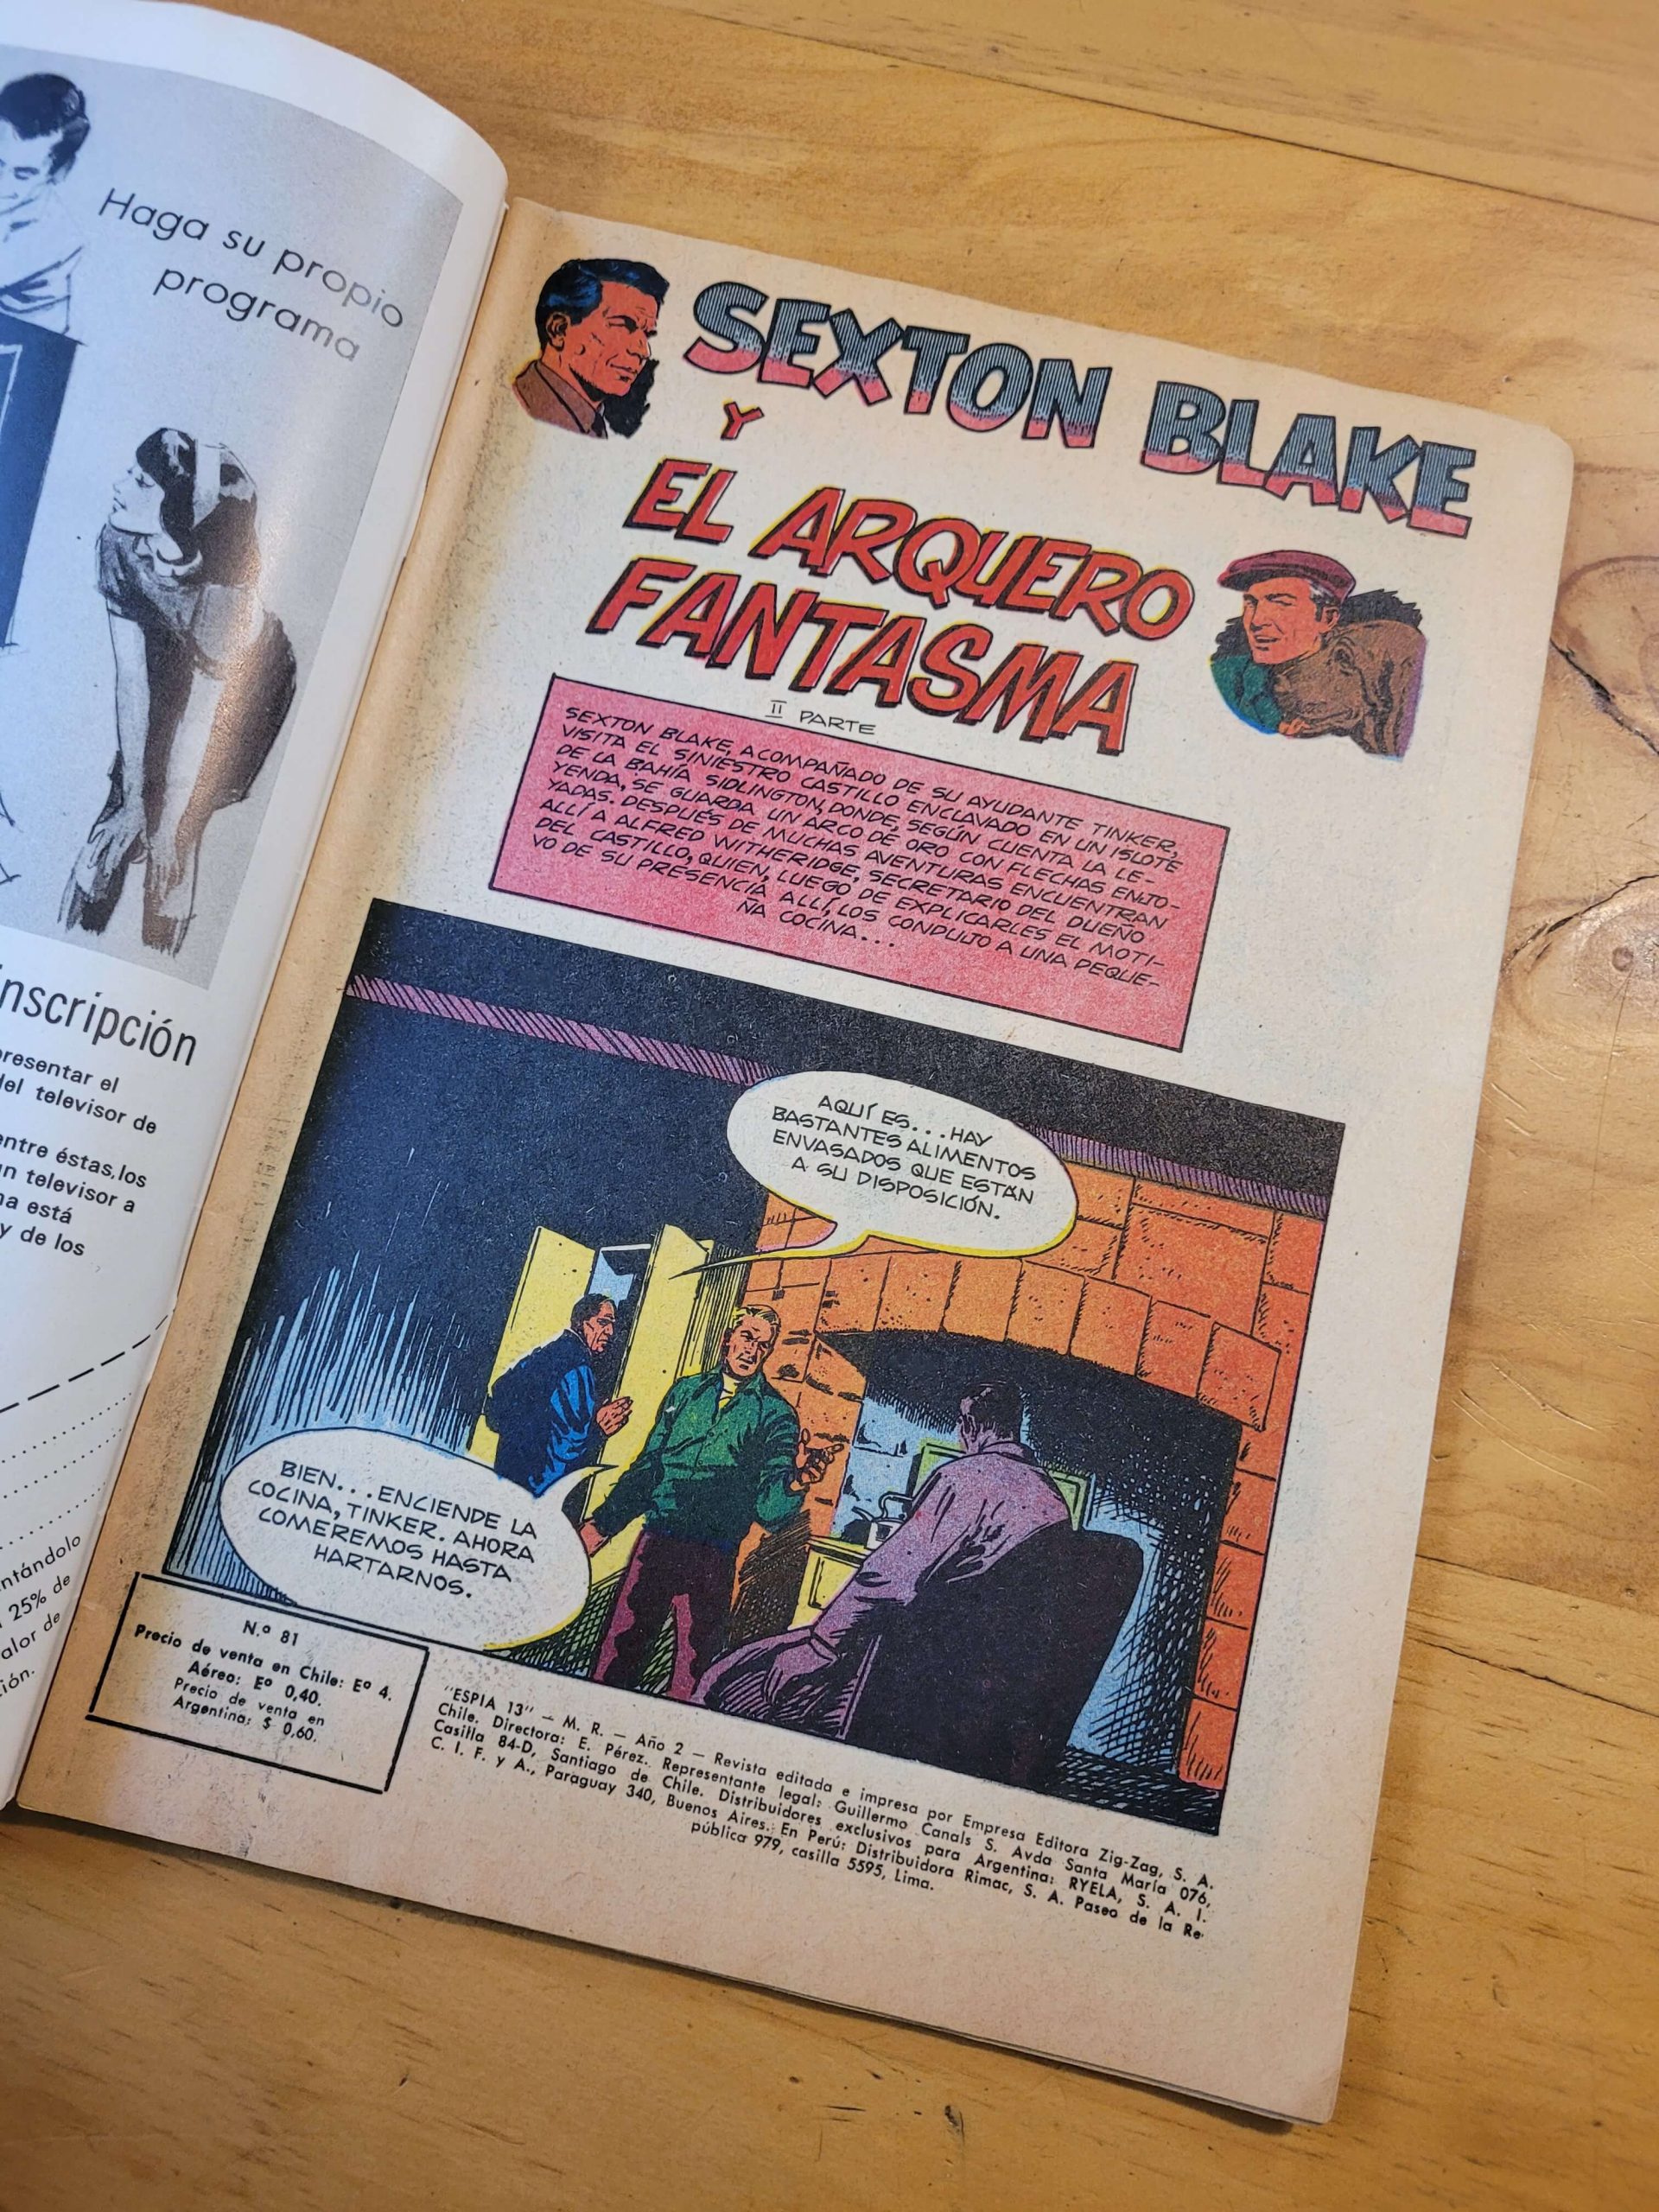 Haga su propio
programa
inscripción
presentar el
del televisor de
entre éstas, los
un televisor a
está
y de los
25% de
SEXTON BLAKE
Y
EL ARQUERO
FANTASMA
II PARTE
SEXTON BLAKE, ACOMPAÑADO DE SU AYUDANTE TINKER,
VISITA EL SINIESTRO CASTILLO ENCLAVADO EN UN ISLOTE
DE LA BAHÍA SIDLINGTON, DONDE, SEGÚN CUENTA LA LE-
YENDA, SE GUARDA UN ARCO DE ORO CON FLECHAS ENJO-
YADAS. DESPUÉS DE MUCHAS AVENTURAS ENCUENTRAN
ALLÍ A ALFRED WITHERIDGE, SECRETARIO DEL DUEÑO
DEL CASTILLO, QUIEN, LUEGO DE EXPLICARLES EL MOTI-
VO DE SU PRESENCIA ALLÍ, LOS CONDUJO A UNA PEQUE-
ÑA COCINA...
AQUÍ ES...HAY
BASTANTES ALIMENTOS
ENVASADOS QUE ESTÁN
A SU DISPOSICIÓN.
BIEN...ENCIENDE LA
COCINA, TINKER. AHORA
COMEREMOS HASTA
HARTARNOS.
N.º 81
Precio de venta en Chile: Eº 4.
Aéreo: Eº 0,40.
Precio de venta en
Argentina: $ 0,60.
"ESPIA 13" — M. R. — Año 2 — Revista editada e impresa por Empresa Editora Zig-Zag, S. A.
Chile. Directora: E. Pérez. Representante legal: Guillermo Canals S. Avda Santa María 076,
Casilla 84-D, Santiago de Chile. Distribuidores exclusivos para Argentina: RYELA, S. A. I.
C. I. F. y A., Paraguay 340, Buenos Aires. En Perú: Distribuidora Rimac, S. A. Paseo de la Re-
pública 979, casilla 5595, Lima.